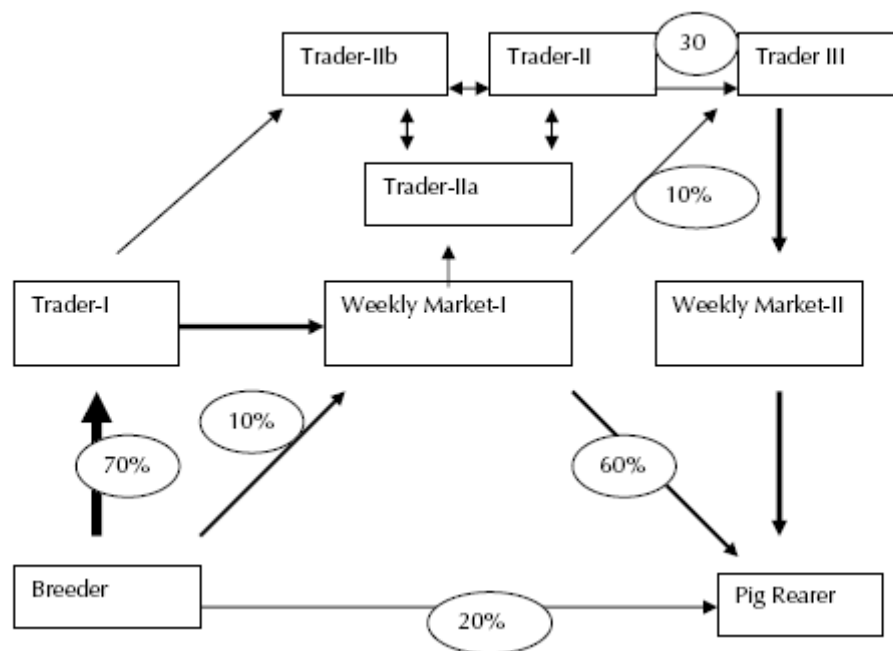 30
Trader-IIb
Trader-II
Trader III
Trader-IIa
10%
Trader-I
Weekly Market-I
Weekly Market-II
10%
70%
60%
Breeder
Pig Rearer
20%